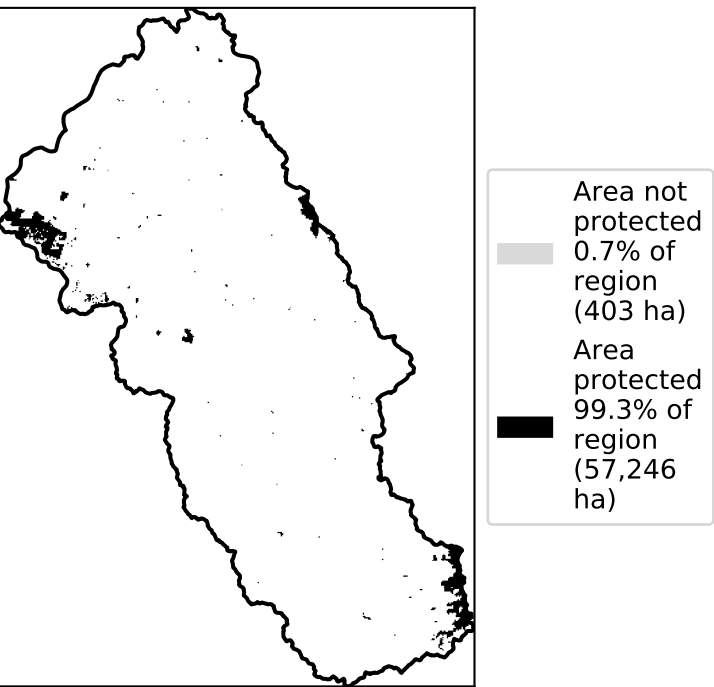 Area not
protected
0.7% of
region
(403 ha)
Area
protected
99.3% of
region
(57,246
ha)